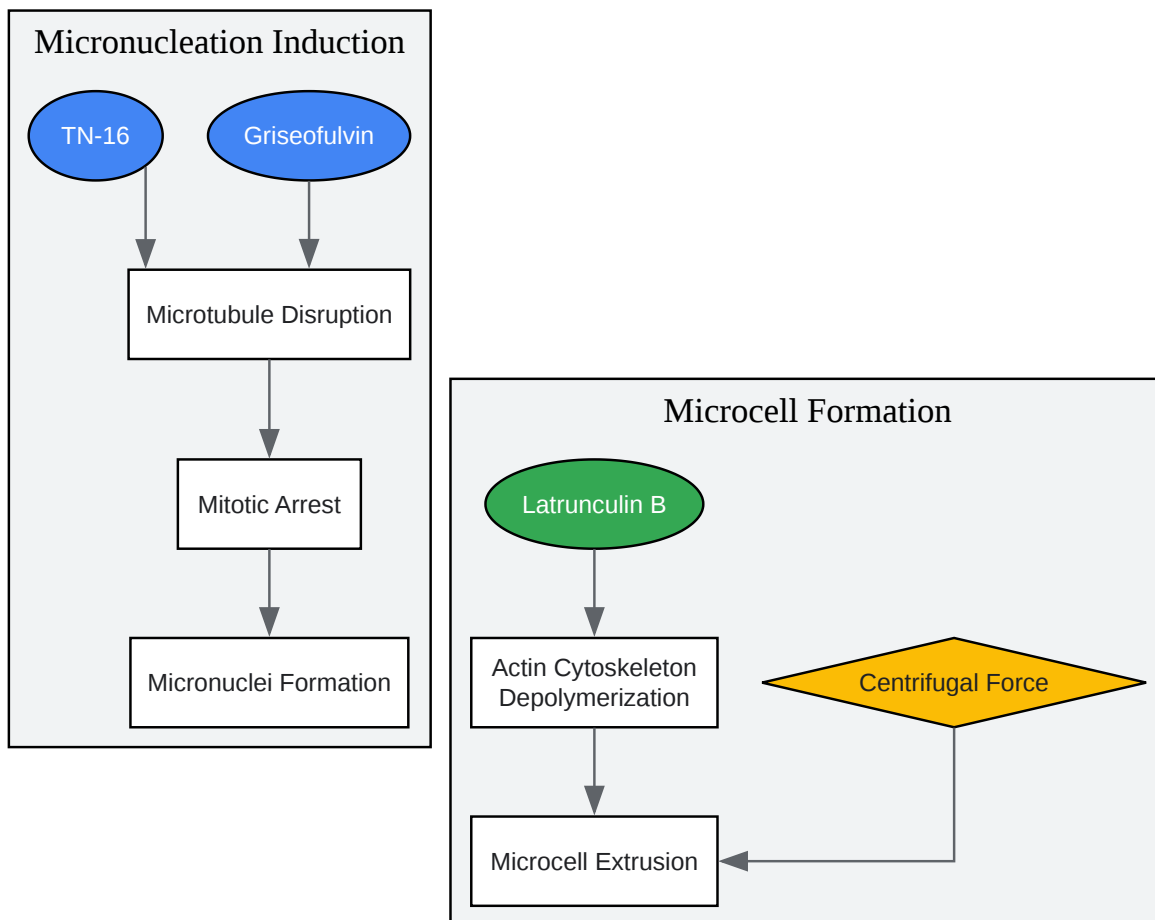 Micronucleation Induction
TN-16
Griseofulvin
Microtubule Disruption
Mitotic Arrest
Micronuclei Formation
Microcell Formation
Latrunculin B
Actin Cytoskeleton
Depolymerization
Centrifugal Force
Microcell Extrusion